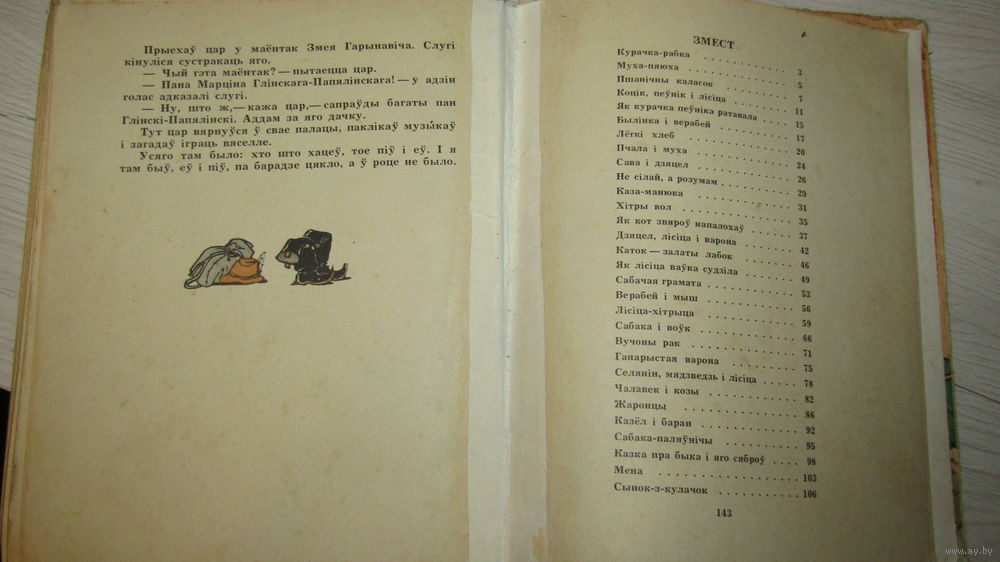 Прыехаў цар у маёнтак Змея Гарынавіча. Слугі
кінуліся сустракаць яго.
— Чый гэта маёнтак? — пытаецца цар.
— Пана Марціна Глінскага-Папялінскага! — у адзін
голас адказалі слугі.
— Ну, што ж, — кажа цар, — сапраўды багаты пан
Глінскі-Папялінскі. Аддам за яго дачку.
Тут цар вярнуўся ў свае палацы, паклікаў музы́каў
і загадаў іграць вяселле.
Усяго там было: хто што хацеў, тое піў і еў. І я
там быў, еў і піў, па барадзе цякло, а ў роце не было.
ЗМЕСТ
Курачка-рабка . . . . . . . . . . 3
Муха-пяюха . . . . . . . . . . 5
Пшанічны каласок . . . . . . . . . . 7
Коцік, пеўнік і лісіца . . . . . . . . . . 11
Як курачка пеўніка ратавала . . . . . . 15
Былінка і верабей . . . . . . . . . . 17
Лёгкі хлеб . . . . . . . . . . 20
Пчала і муха . . . . . . . . . . 24
Сава і дзяцел . . . . . . . . . . 26
Не сілай, а розумам . . . . . . . . . . 29
Каза-манюка . . . . . . . . . . 31
Хітры вол . . . . . . . . . . 35
Як кот звяроў напалохаў . . . . . . . . 37
Дзяцел, лісіца і варона . . . . . . . . 42
Каток — залаты лабок . . . . . . . . 46
Як лісіца ваўка судзіла . . . . . . . . 49
Сабачая грамата . . . . . . . . . . 53
Верабей і мыш . . . . . . . . . . 56
Лісіца-хітрыца . . . . . . . . . . 59
Сабака і воўк . . . . . . . . . . 66
Вучоны рак . . . . . . . . . . 71
Ганарыстая варона . . . . . . . . . . 75
Селянін, мядзведзь і лісіца . . . . . . 78
Чалавек і козы . . . . . . . . . . 82
Жаронцы . . . . . . . . . . 86
Казёл і баран . . . . . . . . . . 92
Сабака-паляўнічы . . . . . . . . . . 95
Казка пра быка і яго сяброў . . . . 98
Мена . . . . . . . . . . 103
Сынок-з-кулачок . . . . . . . . . . 106
143
www.ay.by